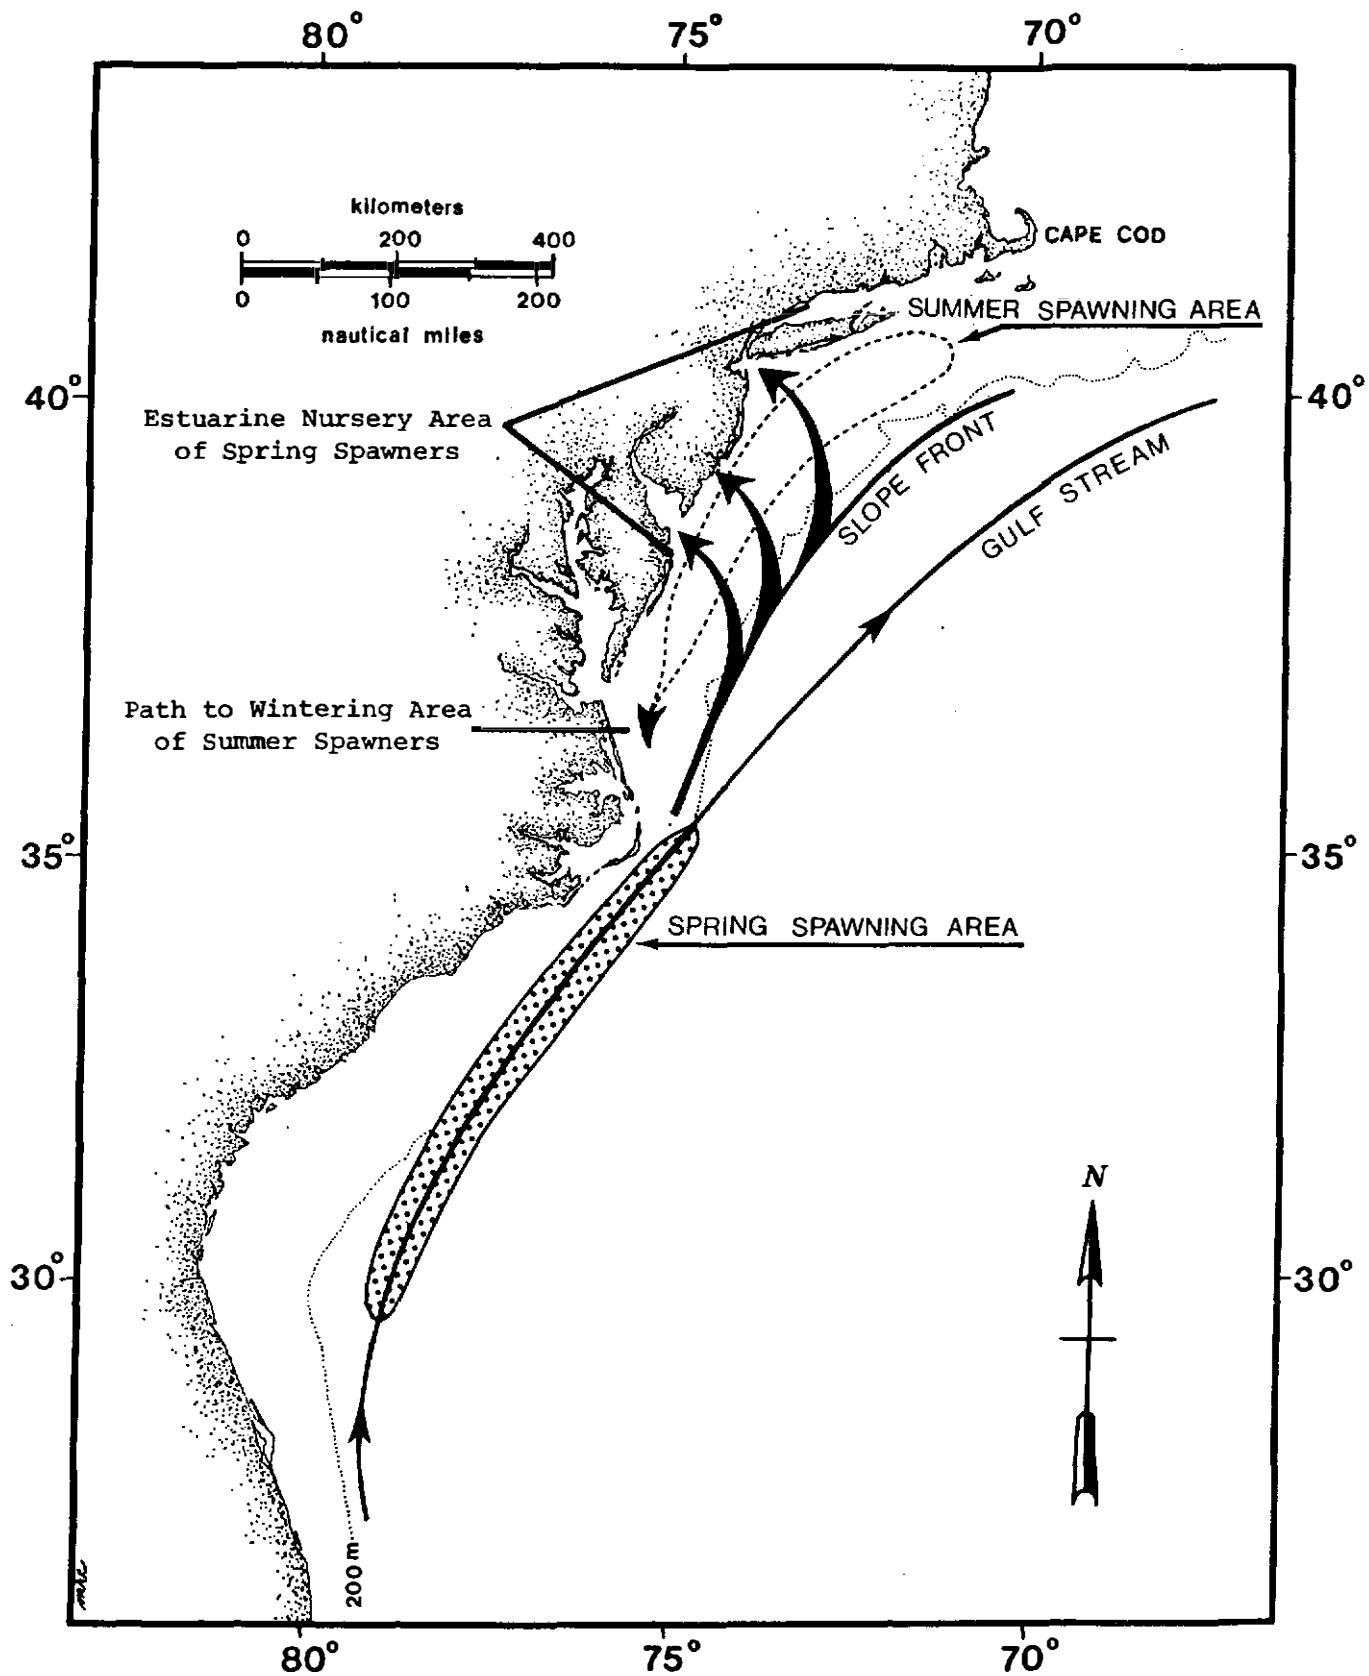 80° 75° 70°
kilometers
0 200 400
0 100 200
nautical miles
CAPE COD
SUMMER SPAWNING AREA
40° 40°
Estuarine Nursery Area
of Spring Spawners
SLOPE FRONT
GULF STREAM
Path to Wintering Area
of Summer Spawners
35° 35°
SPRING SPAWNING AREA
N
30° 30°
200m
80° 75° 70°